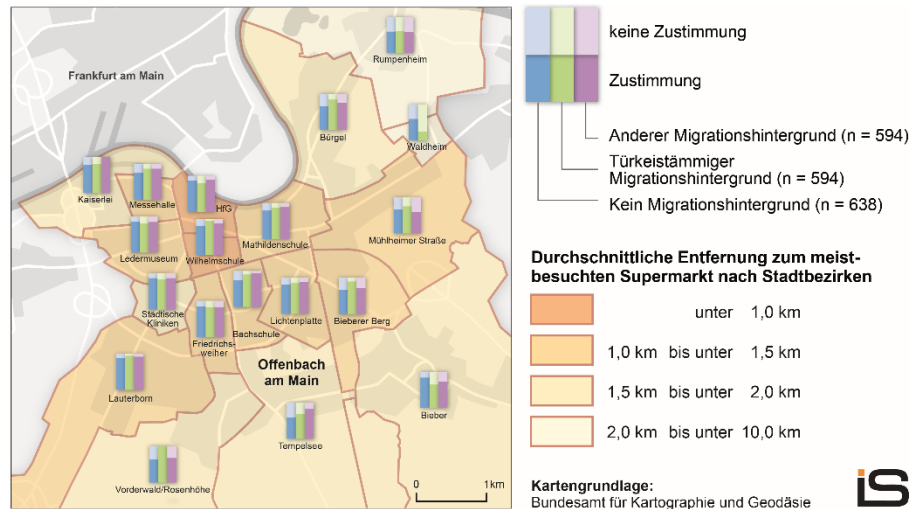 Frankfurt am Main
Rumpenheim
Bürgel
Waldheim
Kaiserlei
Messehalle
HfG
Ledermuseum
Wilhelmschule
Mathildenschule
Mühlheimer Straße
Städtische
Kliniken
Friedrichs-
weiher
Bachschule
Lichtenplatte
Bieberer Berg
Offenbach
am Main
Lauterborn
Bieber
Tempelsee
Vorderwald/Rosenhöhe
0 1km
keine Zustimmung
Zustimmung
Anderer Migrationshintergrund (n = 594)
Türkeistämmiger
Migrationshintergrund (n = 594)
Kein Migrationshintergrund (n = 638)
Durchschnittliche Entfernung zum meist-
besuchten Supermarkt nach Stadtbezirken
unter 1,0 km
1,0 km bis unter 1,5 km
1,5 km bis unter 2,0 km
2,0 km bis unter 10,0 km
Kartengrundlage:
Bundesamt für Kartographie und Geodäsie
iLS